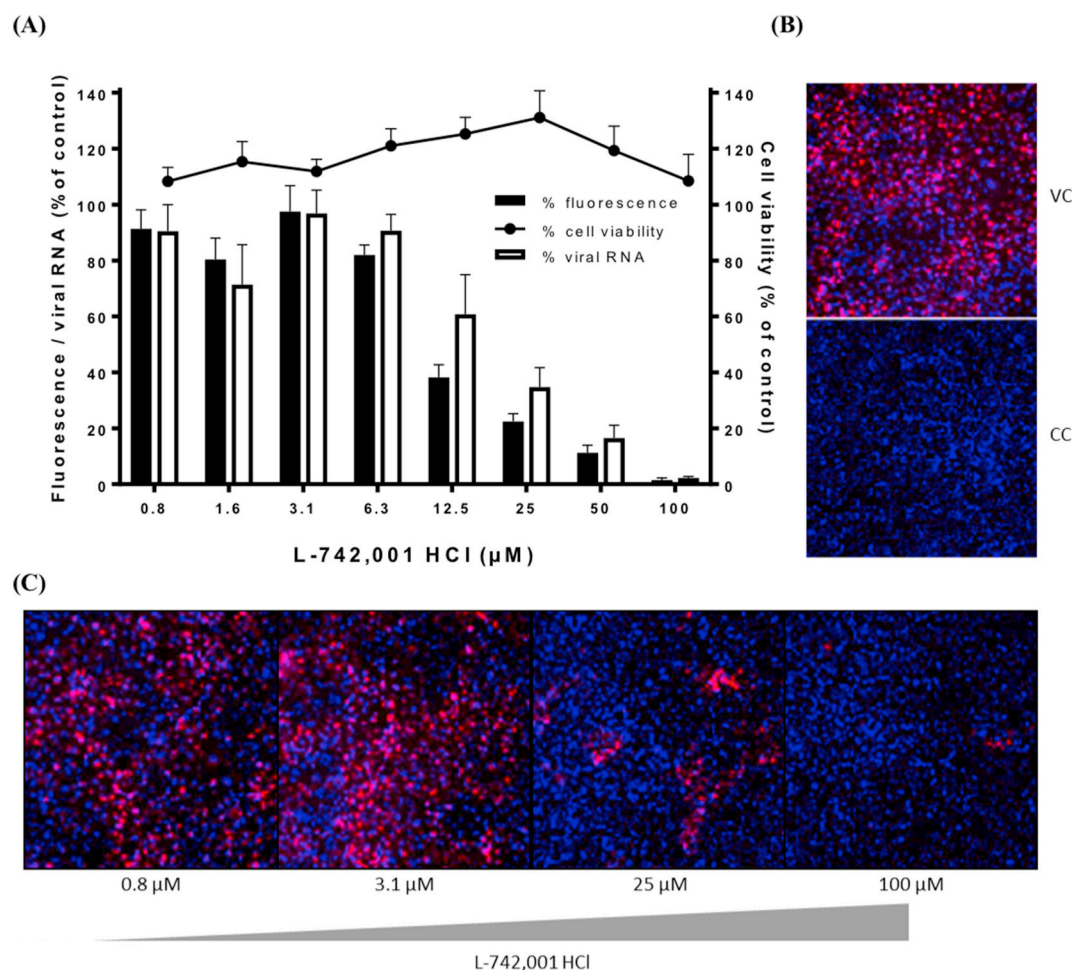 (A)
(B)
Fluorescence / viral RNA (%of control)
140
120
100
80
60
40
20
0
140
120
100
80
60
40
20
0
Cell viability (% of control)
% fluorescence
% cell viability
% viral RNA
0.8 1.6 3.1 6.3 12.5 25 50 100
L-742,001 HCl (µM)
VC
CC
(C)
0.8 µM 3.1 µM 25 µM 100 µM
L-742,001 HCl